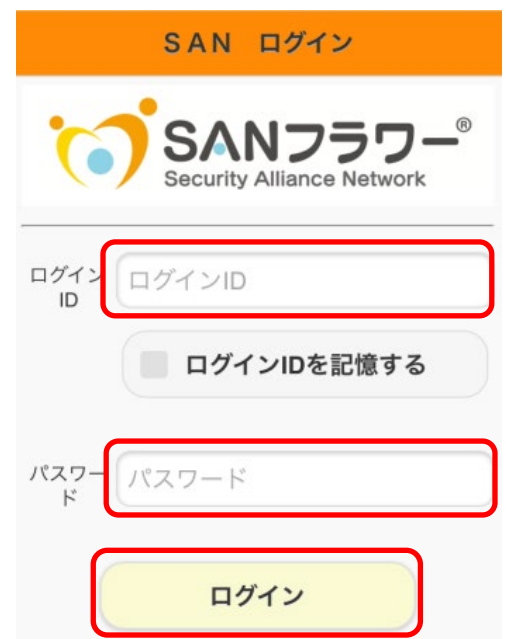 SAN ログイン
SANフラワー®
Security Alliance Network
ログイン
ID
ログインID
ログインIDを記憶する
パスワー
ド
パスワード
ログイン